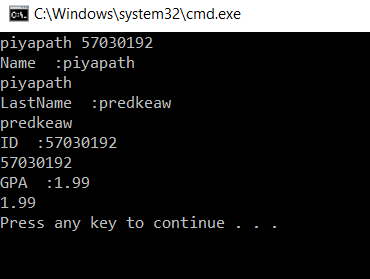 C:\Windows\system32\cmd.exe
piyapath 57030192
Name  :piyapath
piyapath
LastName  :predkeaw
predkeaw
ID  :57030192
57030192
GPA  :1.99
1.99
Press any key to continue . . .